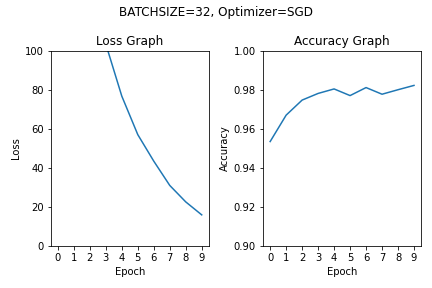 BATCHSIZE=32, Optimizer=SGD
Loss Graph
100
80
60
40
20
0
Loss
0 1 2 3 4 5 6 7 8 9
Epoch
Accuracy Graph
1.00
0.98
0.96
0.94
0.92
0.90
Accuracy
0 1 2 3 4 5 6 7 8 9
Epoch